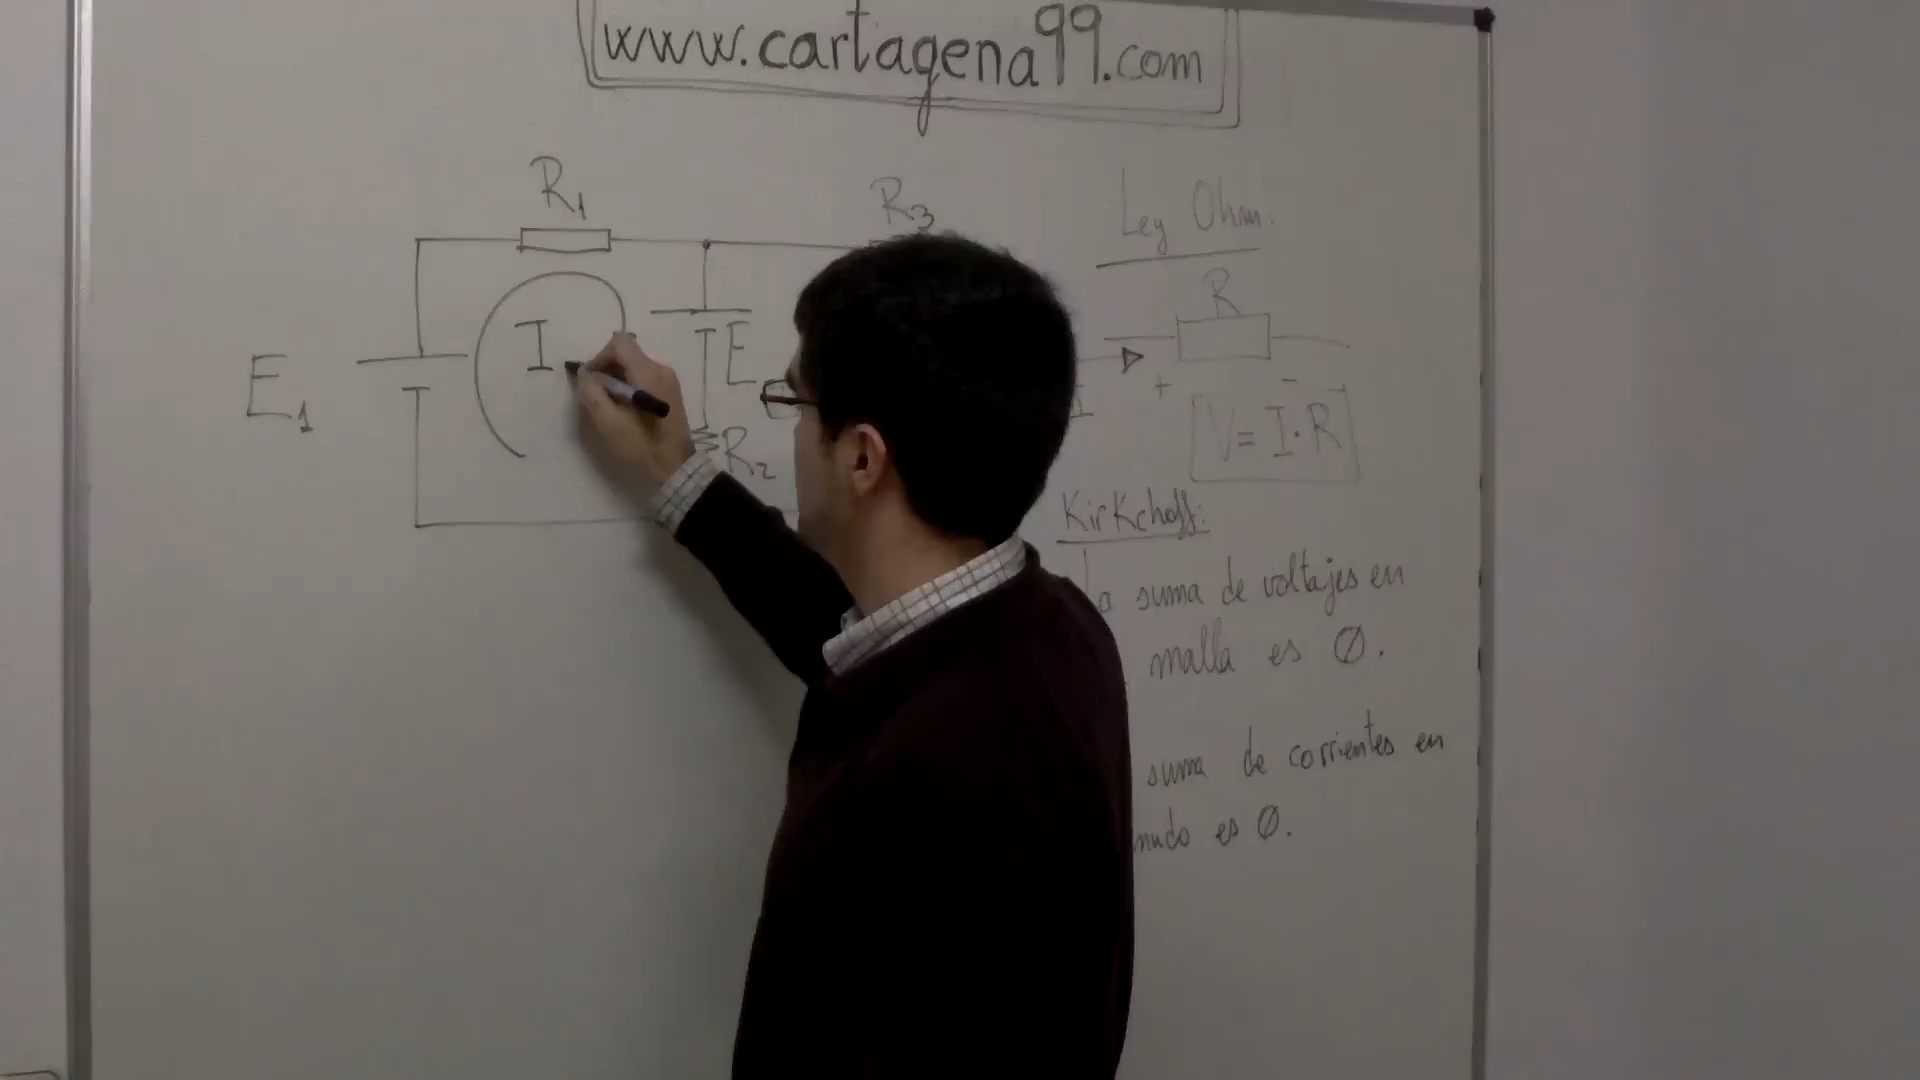 www.cartagena99.com
R1
R3
E1
I
E
R2
Ley Ohm.
R
+ -
I
V = I·R
Kirkchoff:
suma de voltajes en
malla es Ø.
suma de corrientes en
nudo es Ø.